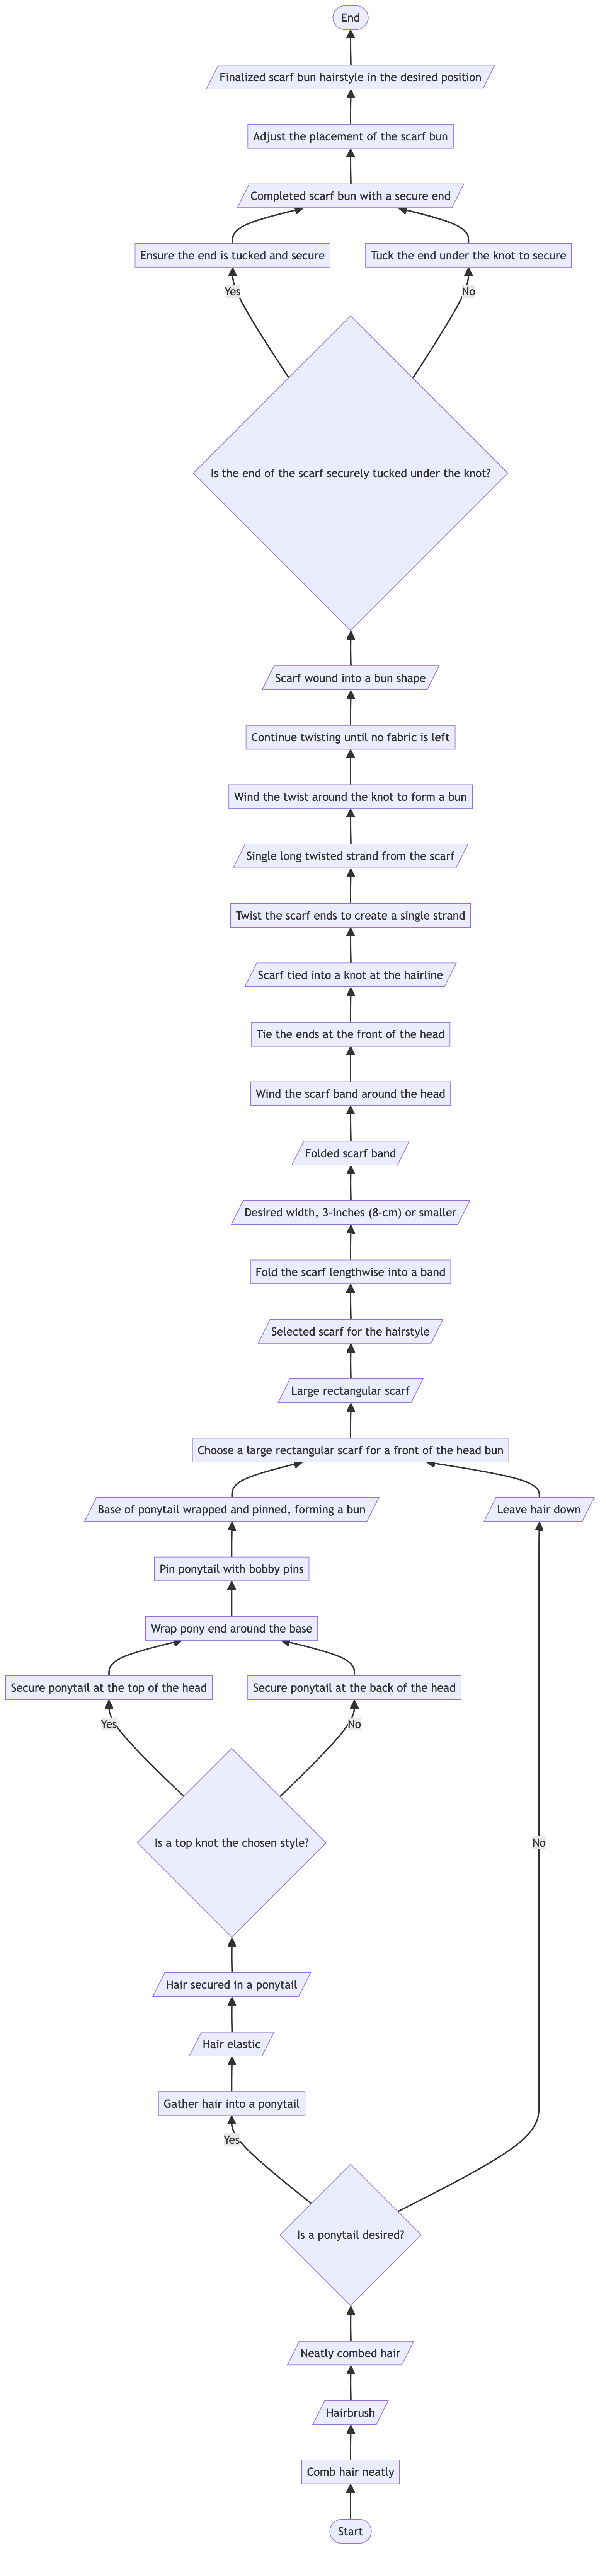 End
Finalized scarf bun hairstyle in the desired position
Adjust the placement of the scarf bun
Completed scarf bun with a secure end
Ensure the end is tucked and secure
Tuck the end under the knot to secure
Yes
No
Is the end of the scarf securely tucked under the knot?
Scarf wound into a bun shape
Continue twisting until no fabric is left
Wind the twist around the knot to form a bun
Single long twisted strand from the scarf
Twist the scarf ends to create a single strand
Scarf tied into a knot at the hairline
Tie the ends at the front of the head
Wind the scarf band around the head
Folded scarf band
Desired width, 3-inches (8-cm) or smaller
Fold the scarf lengthwise into a band
Selected scarf for the hairstyle
Large rectangular scarf
Choose a large rectangular scarf for a front of the head bun
Base of ponytail wrapped and pinned, forming a bun
Leave hair down
Pin ponytail with bobby pins
Wrap pony end around the base
Secure ponytail at the top of the head
Secure ponytail at the back of the head
Yes
No
Is a top knot the chosen style?
No
Hair secured in a ponytail
Hair elastic
Gather hair into a ponytail
Yes
Is a ponytail desired?
Neatly combed hair
Hairbrush
Comb hair neatly
Start